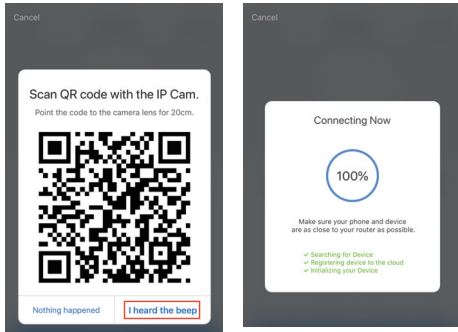 Cancel
Scan QR code with the IP Cam.
Point the code to the camera lens for 20cm.
Nothing happened
I heard the beep
Cancel
Connecting Now
100%
Make sure your phone and device
are as close to your router as possible.
✓ Searching for Device
✓ Registering device to the cloud
✓ Initializing your Device